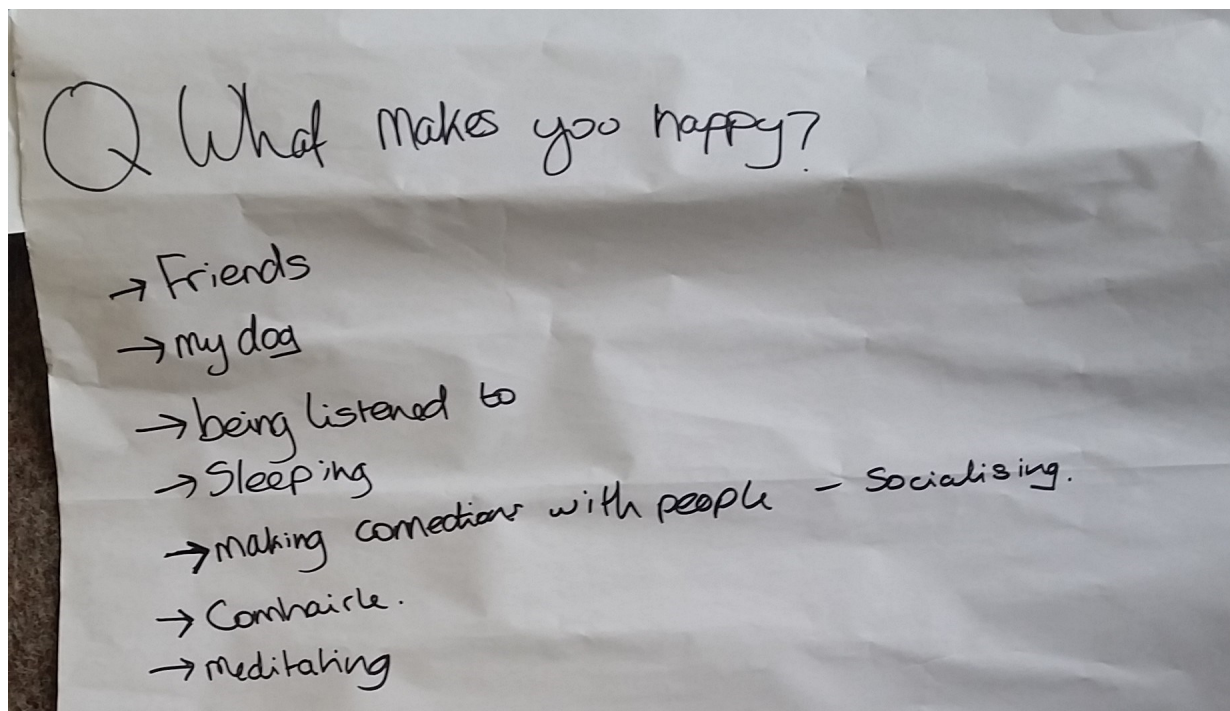 Q What makes you happy?
→ Friends
→ my dog
→ being listened to
→ Sleeping
→ making connections with people – Socialising.
→ Comhairle.
→ meditating